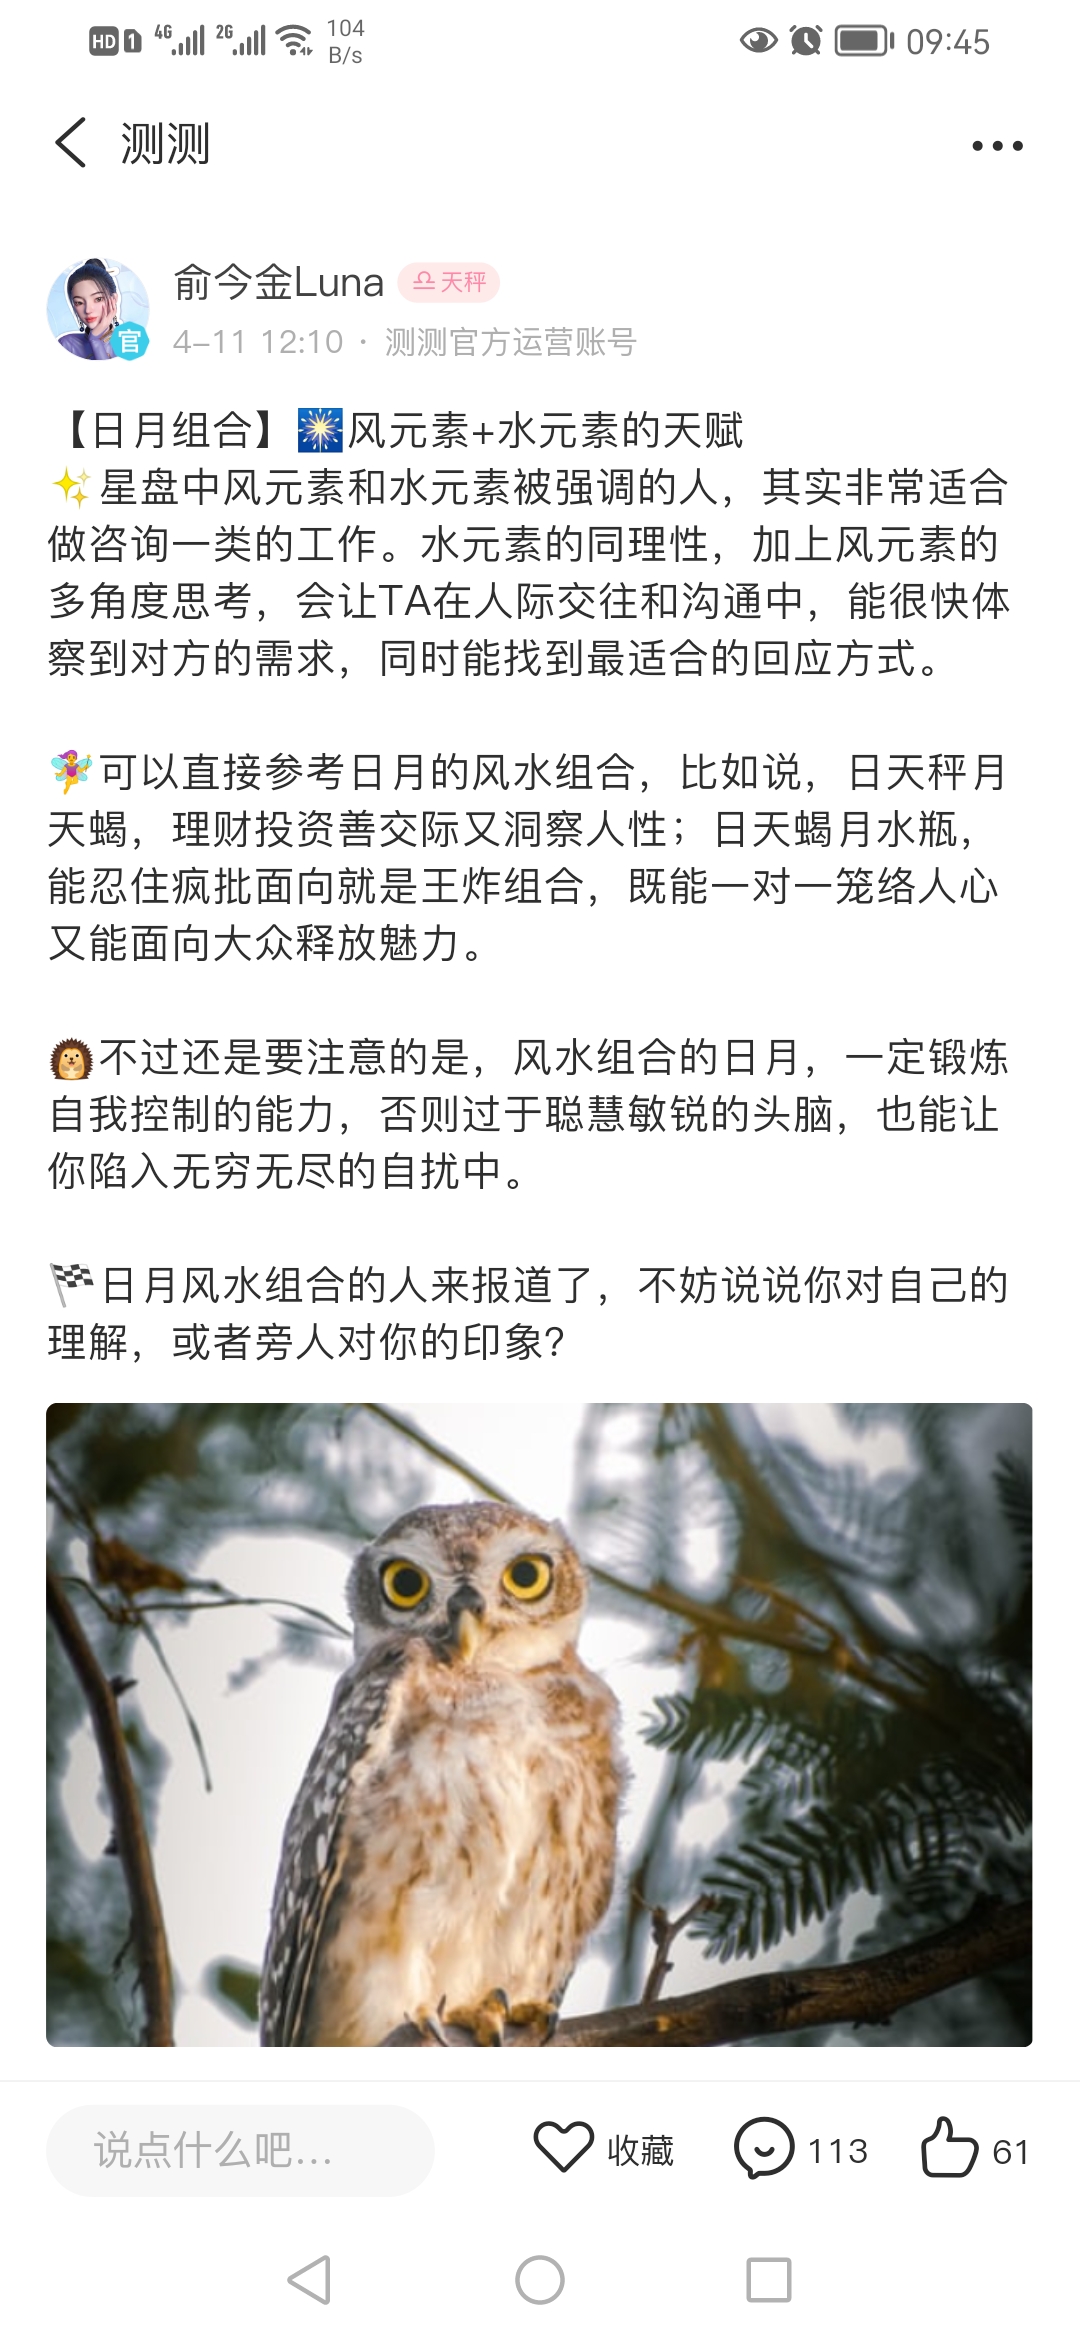 HD 1 4G 2G 104 B/s 09:45
测测
俞今金Luna 天秤
官
4-11 12:10 · 测测官方运营账号
【日月组合】🎇风元素+水元素的天赋
✨星盘中风元素和水元素被强调的人，其实非常适合
做咨询一类的工作。水元素的同理性，加上风元素的
多角度思考，会让TA在人际交往和沟通中，能很快体
察到对方的需求，同时能找到最适合的回应方式。
🧚‍♀️可以直接参考日月的风水组合，比如说，日天秤月
天蝎，理财投资善交际又洞察人性；日天蝎月水瓶，
能忍住疯批面向就是王炸组合，既能一对一笼络人心
又能面向大众释放魅力。
🦔不过还是要注意的是，风水组合的日月，一定锻炼
自我控制的能力，否则过于聪慧敏锐的头脑，也能让
你陷入无穷无尽的自扰中。
🏁日月风水组合的人来报道了，不妨说说你对自己的
理解，或者旁人对你的印象?
说点什么吧... 收藏 113 61